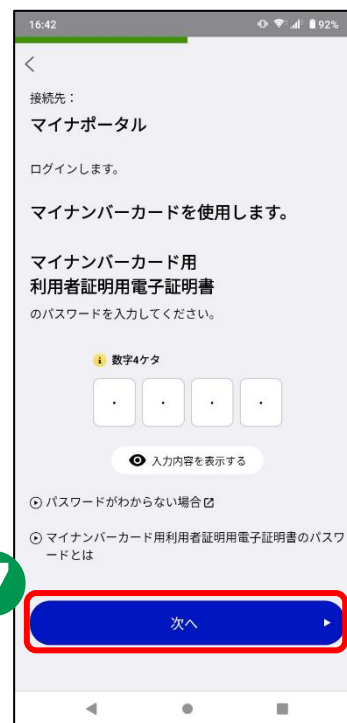 16:42
92%
接続先：
マイナポータル
ログインします。
マイナンバーカードを使用します。
マイナンバーカード用
利用者証明用電子証明書
のパスワードを入力してください。
i 数字4ケタ
入力内容を表示する
パスワードがわからない場合
マイナンバーカード用利用者証明用電子証明書のパスワ
ードとは
次へ